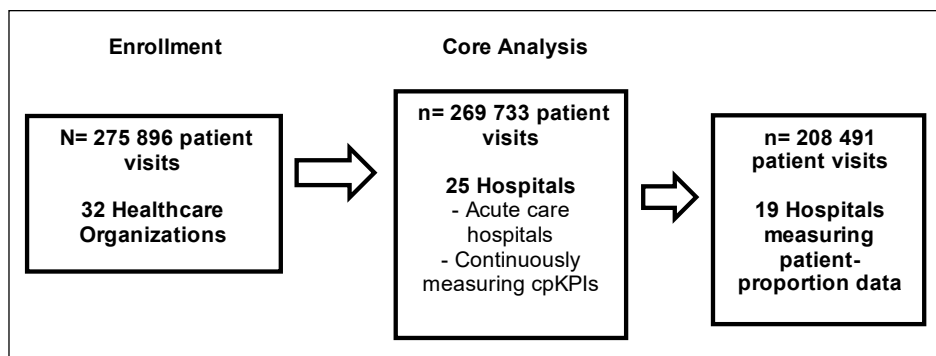 Enrollment
Core Analysis
N= 275 896 patient
visits
32 Healthcare
Organizations
n= 269 733 patient
visits
25 Hospitals
- Acute care
hospitals
- Continuously
measuring cpKPIs
n= 208 491
patient visits
19 Hospitals
measuring
patient-
proportion data